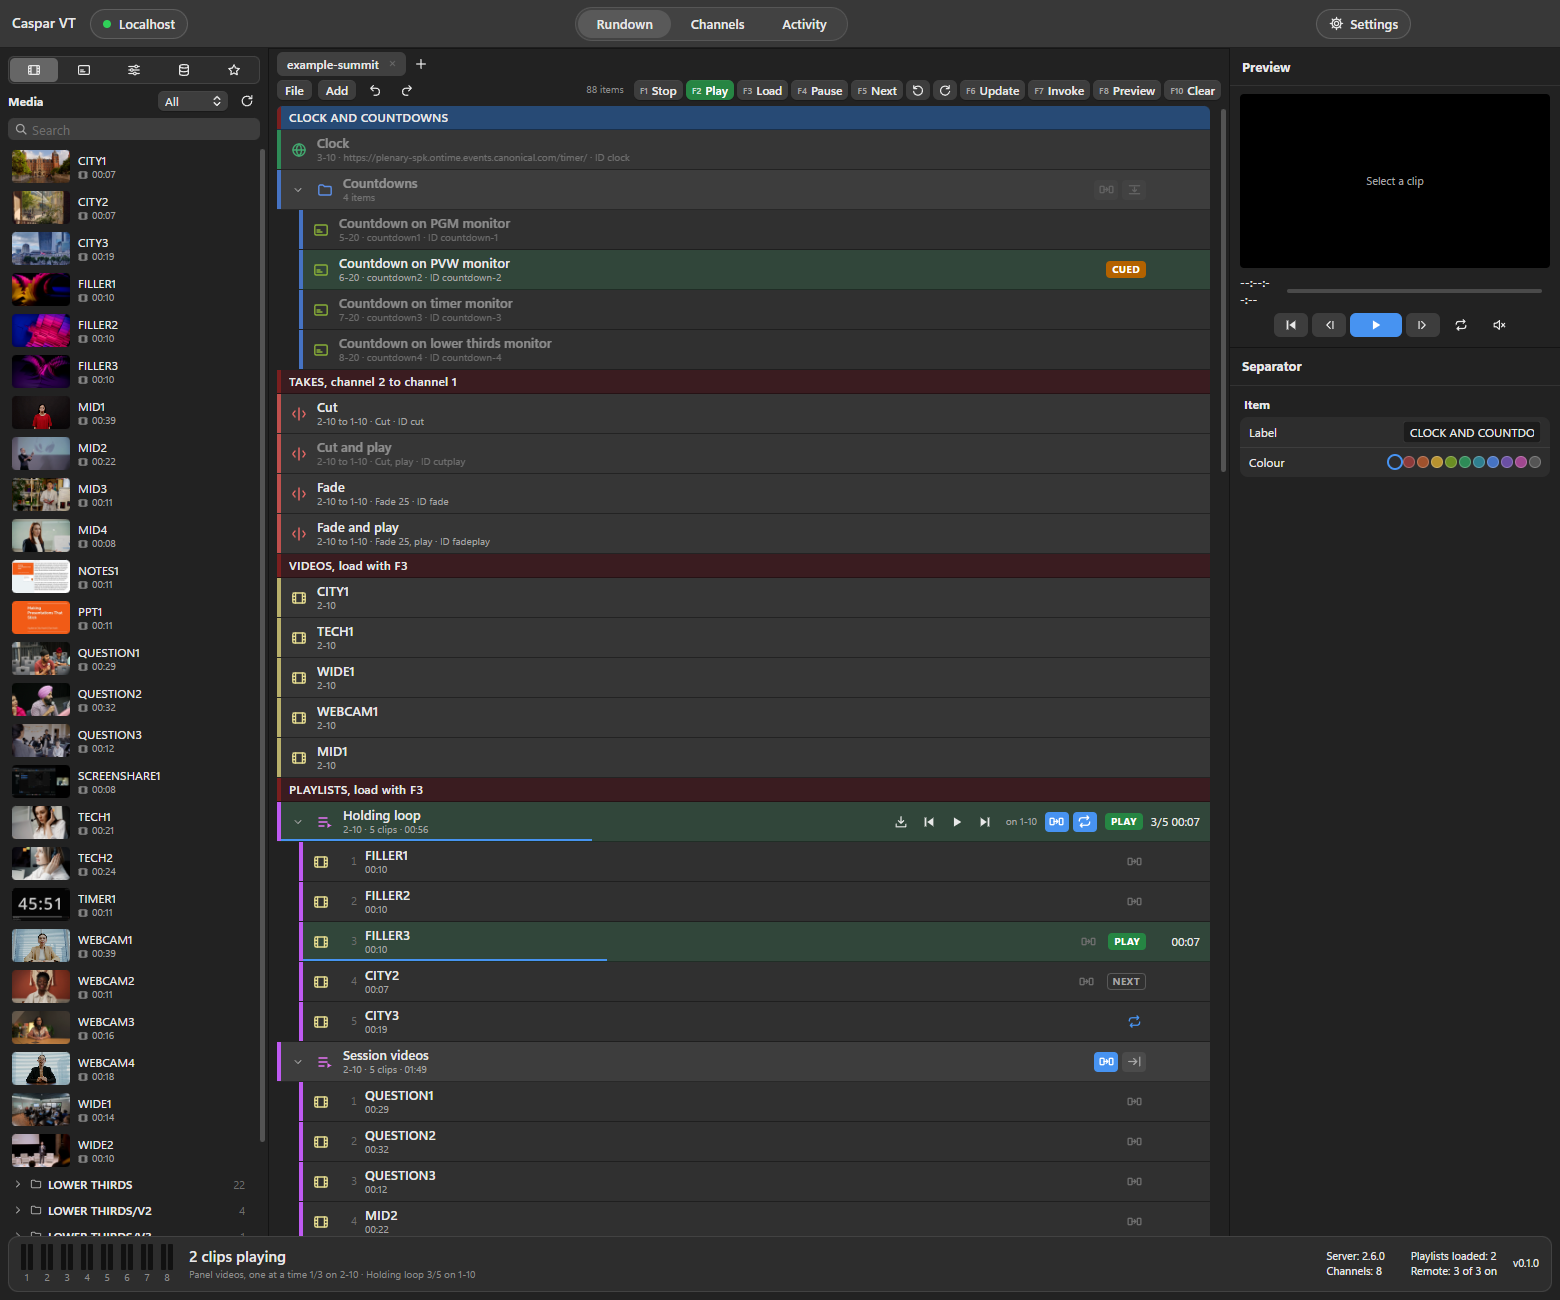 Caspar VT
Localhost
Rundown
Channels
Activity
Settings
Media
All
Search
CITY1
00:07
CITY2
00:07
CITY3
00:19
FILLER1
00:10
FILLER2
00:10
FILLER3
00:10
MID1
00:39
MID2
00:22
MID3
00:11
MID4
00:08
NOTES1
00:11
PPT1
00:11
QUESTION1
00:29
QUESTION2
00:32
QUESTION3
00:12
SCREENSHARE1
00:08
TECH1
00:21
TECH2
00:24
45:51
TIMER1
00:11
WEBCAM1
00:39
WEBCAM2
00:11
WEBCAM3
00:16
WEBCAM4
00:18
WIDE1
00:14
WIDE2
00:10
LOWER THIRDS 22
LOWER THIRDS/V2 4
example-summit
File
Add
88 items
F1 Stop
F2 Play
F3 Load
F4 Pause
F5 Next
F6 Update
F7 Invoke
F8 Preview
F10 Clear
CLOCK AND COUNTDOWNS
Clock
3-10 · https://plenary-spk.ontime.events.canonical.com/timer/ · ID clock
Countdowns
4 items
Countdown on PGM monitor
5-20 · countdown1 · ID countdown-1
Countdown on PVW monitor
6-20 · countdown2 · ID countdown-2
CUED
Countdown on timer monitor
7-20 · countdown3 · ID countdown-3
Countdown on lower thirds monitor
8-20 · countdown4 · ID countdown-4
TAKES, channel 2 to channel 1
Cut
2-10 to 1-10 · Cut · ID cut
Cut and play
2-10 to 1-10 · Cut, play · ID cutplay
Fade
2-10 to 1-10 · Fade 25 · ID fade
Fade and play
2-10 to 1-10 · Fade 25, play · ID fadeplay
VIDEOS, load with F3
CITY1
2-10
TECH1
2-10
WIDE1
2-10
WEBCAM1
2-10
MID1
2-10
PLAYLISTS, load with F3
Holding loop
2-10 · 5 clips · 00:56
on 1-10
PLAY
3/5 00:07
1 FILLER1
00:10
2 FILLER2
00:10
3 FILLER3
00:10
PLAY
00:07
4 CITY2
00:07
NEXT
5 CITY3
00:19
Session videos
2-10 · 5 clips · 01:49
1 QUESTION1
00:29
2 QUESTION2
00:32
3 QUESTION3
00:12
4 MID2
00:22
Preview
Select a clip
--:--:-
-:--
Separator
Item
Label
CLOCK AND COUNTDO
Colour
1 2 3 4 5 6 7 8
2 clips playing
Panel videos, one at a time 1/3 on 2-10 · Holding loop 3/5 on 1-10
Server: 2.6.0
Channels: 8
Playlists loaded: 2
Remote: 3 of 3 on
v0.1.0